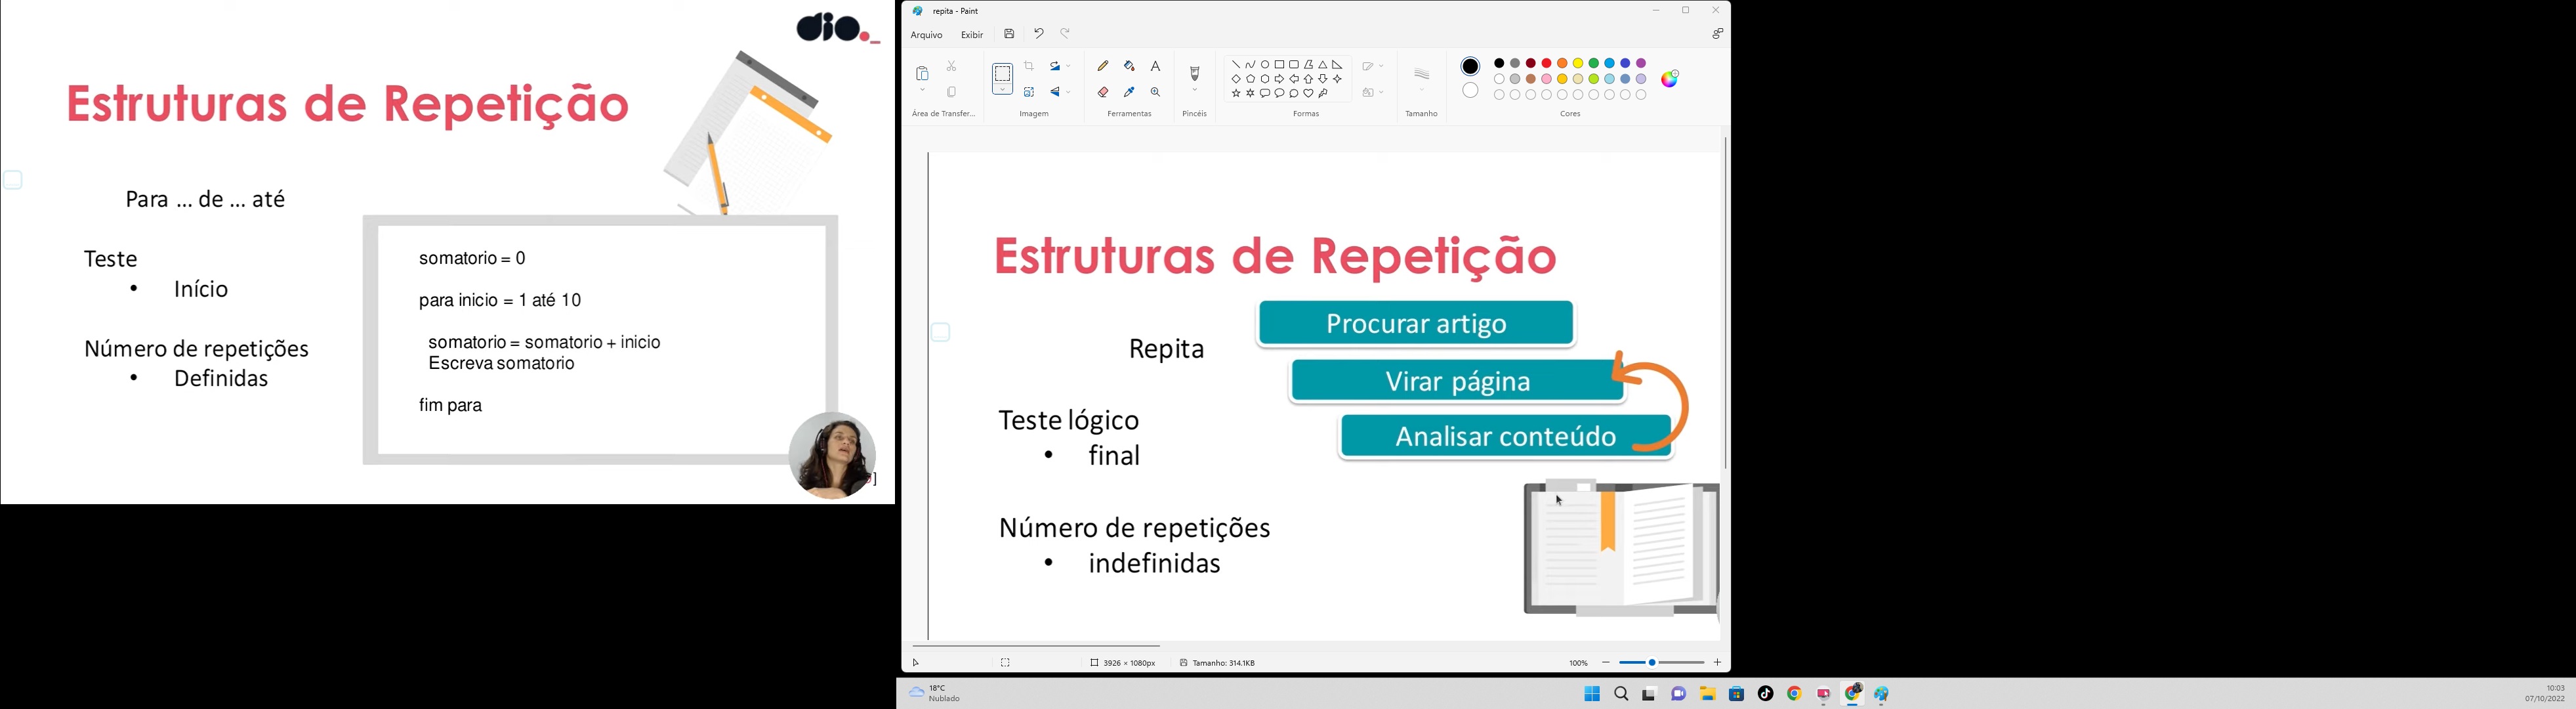 dio._
Estruturas de Repetição
Para ... de ... até
Teste
• Início
Número de repetições
• Definidas
somatorio = 0
para inicio = 1 até 10
somatorio = somatorio + inicio
Escreva somatorio
fim para
]
repita - Paint
Arquivo
Exibir
Área de Transfer...
Imagem
Ferramentas
Pincéis
Formas
Tamanho
Cores
Estruturas de Repetição
Repita
Procurar artigo
Virar página
Analisar conteúdo
Teste lógico
• final
Número de repetições
• indefinidas
3926 × 1080px
Tamanho: 314.1KB
100%
18°C
Nublado
10:03
07/10/2022